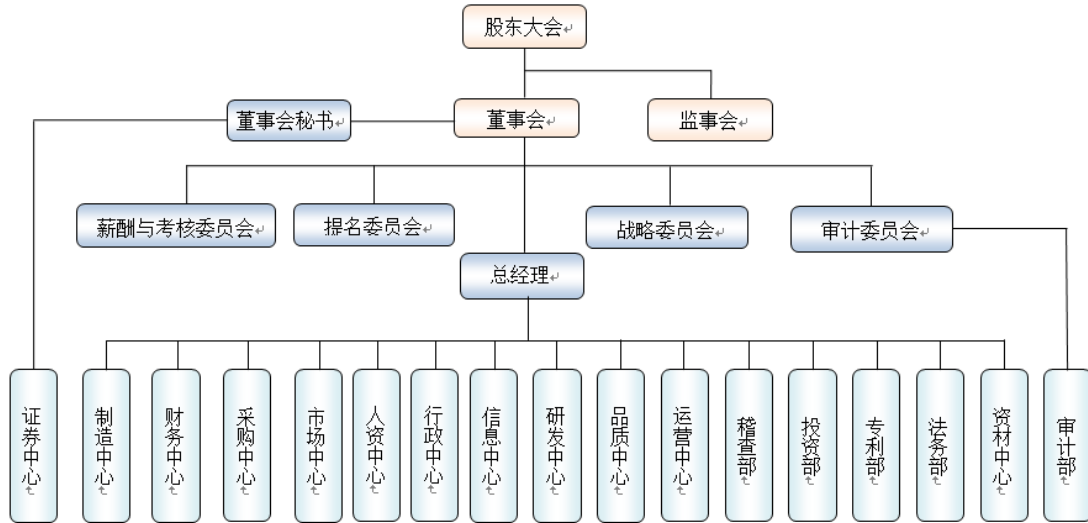 股东大会
董事会秘书
董事会
监事会
薪酬与考核委员会
提名委员会
战略委员会
审计委员会
总经理
证券中心
制造中心
财务中心
采购中心
市场中心
人资中心
行政中心
信息中心
研发中心
品质中心
运营中心
稽查部
投资部
专利部
法务部
资材中心
审计部